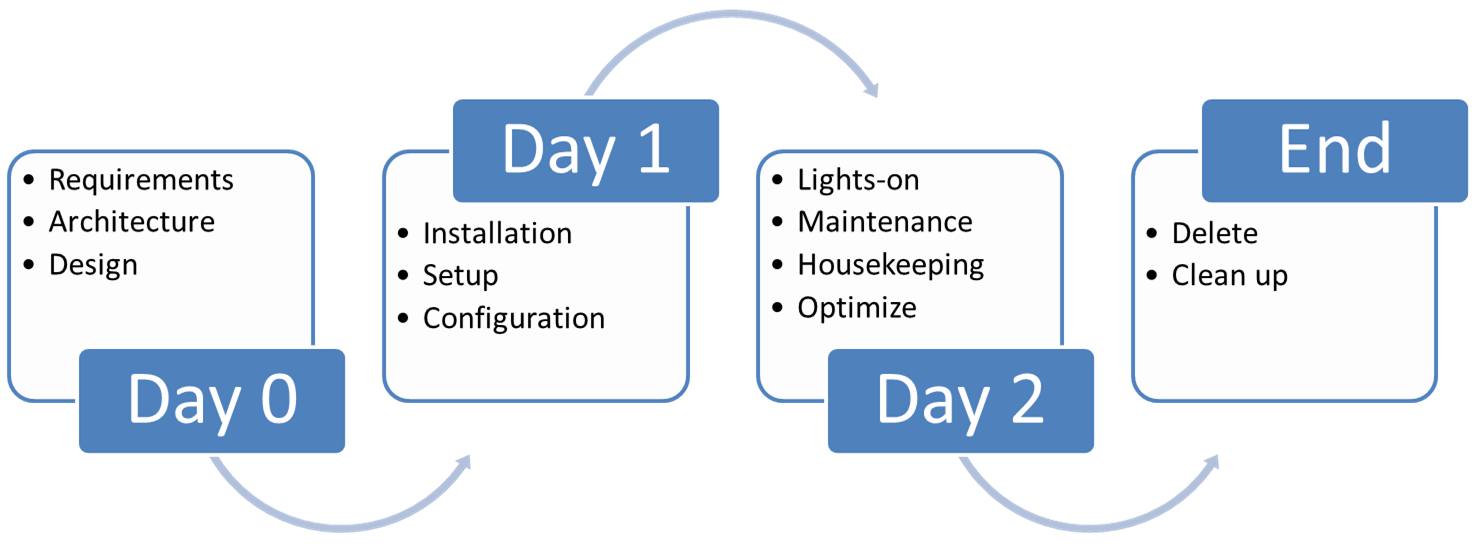 • Requirements
• Architecture
• Design
Day 0
Day 1
• Installation
• Setup
• Configuration
• Lights-on
• Maintenance
• Housekeeping
• Optimize
Day 2
End
• Delete
• Clean up